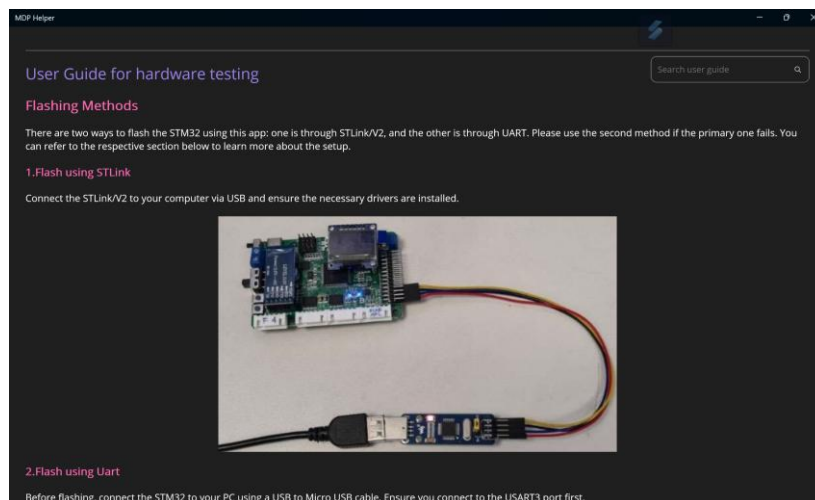 MDP Helper
User Guide for hardware testing
Search user guide
Flashing Methods
There are two ways to flash the STM32 using this app: one is through STLink/V2, and the other is through UART. Please use the second method if the primary one fails. You
can refer to the respective section below to learn more about the setup.
1.Flash using STLink
Connect the STLink/V2 to your computer via USB and ensure the necessary drivers are installed.
2.Flash using Uart
Before flashing, connect the STM32 to your PC using a USB to Micro USB cable. Ensure you connect to the USART3 port first.